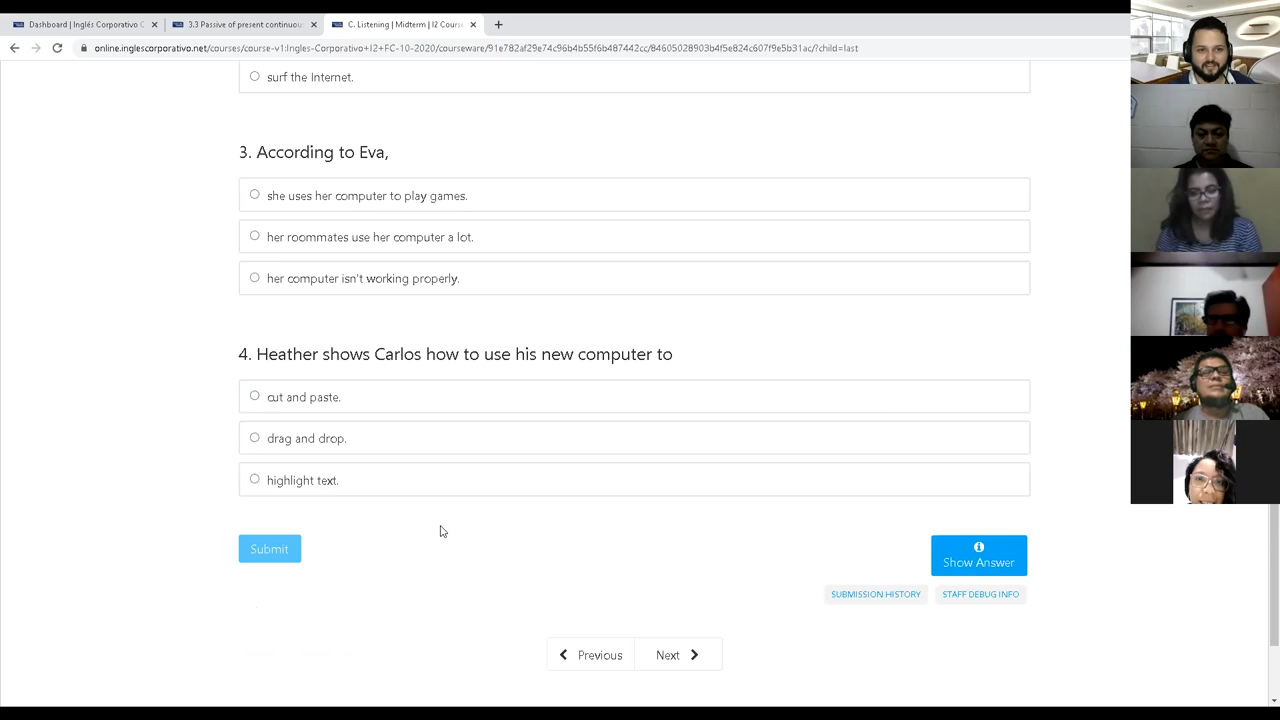 Dashboard | Inglés Corporativo C
3.3 Passive of present continuous
C. Listening | Midterm | I2 Course
online.inglescorporativo.net/courses/course-v1:Ingles-Corporativo+I2+FC-10-2020/courseware/91e782af29e74c96b4b55f6b487442cc/84605028903b4f5e824c607f9e5b31ac/?child=last
surf the Internet.
3. According to Eva,
she uses her computer to play games.
her roommates use her computer a lot.
her computer isn't working properly.
4. Heather shows Carlos how to use his new computer to
cut and paste.
drag and drop.
highlight text.
Submit
Show Answer
SUBMISSION HISTORY
STAFF DEBUG INFO
Previous
Next